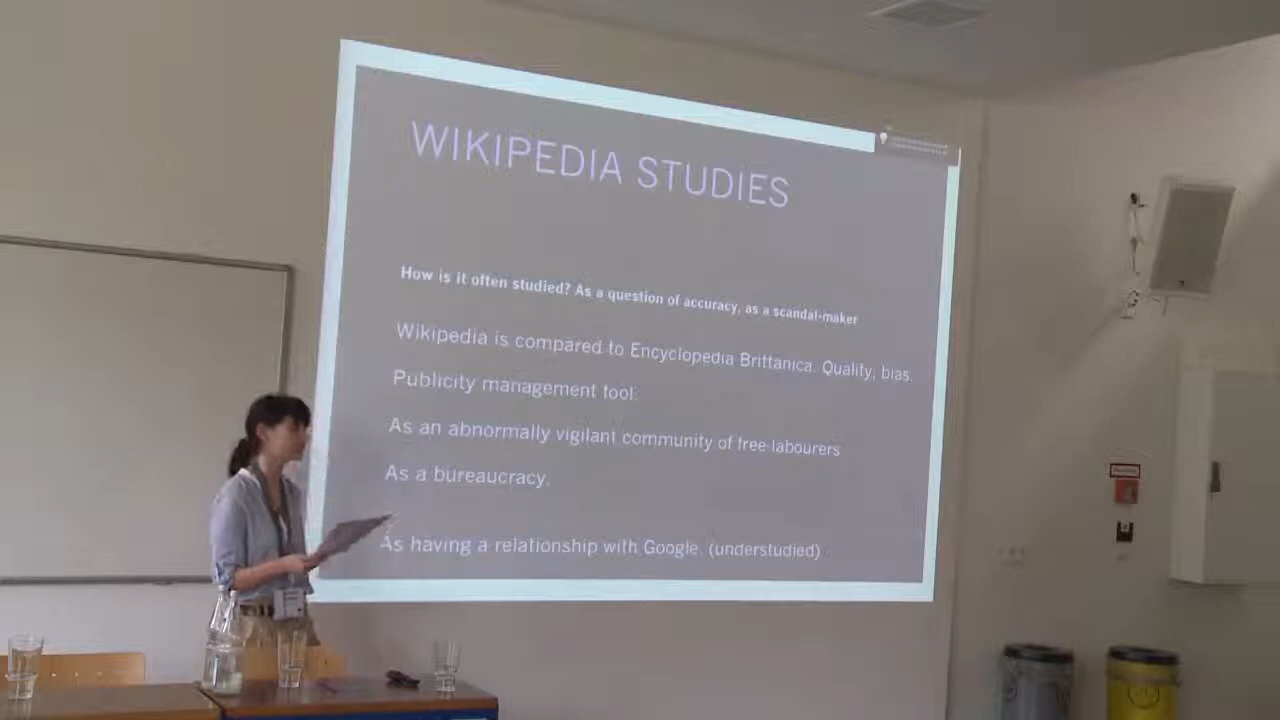 WIKIPEDIA STUDIES
How is it often studied? As a question of accuracy, as a scandal-maker
Wikipedia is compared to Encyclopedia Brittanica. Quality, bias.
Publicity management tool.
As an abnormally vigilant community of free labourers
As a bureaucracy.
As having a relationship with Google. (understudied)